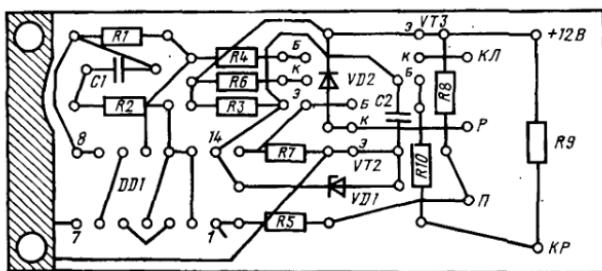 R1
Э
VT3
+12В
C1
R4
Б
К
КЛ
R6
К
VD2
Б
R8
R2
R3
Э
Б
C2
К
Р
R9
8
14
R7
Э
R10
DD1
VT2
VD1
П
7
1
R5
КР